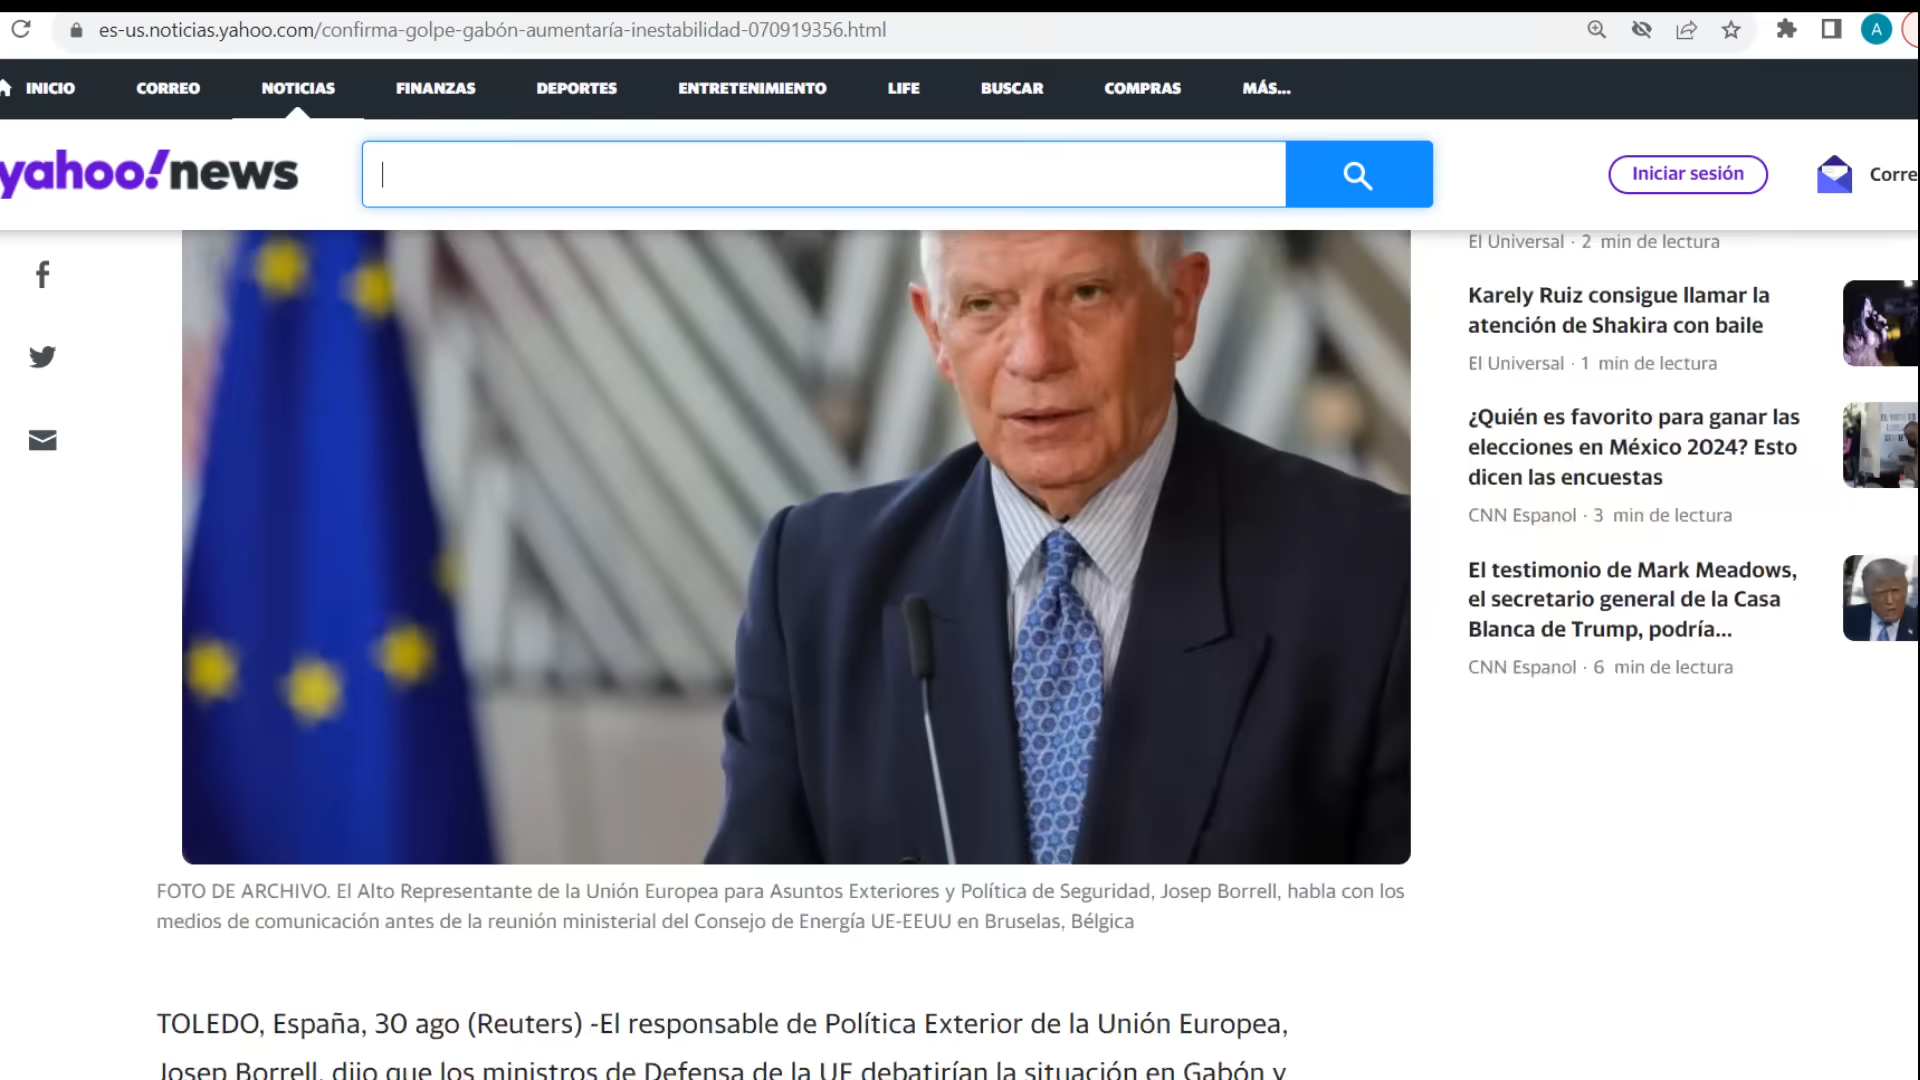 es-us.noticias.yahoo.com/confirma-golpe-gabón-aumentaría-inestabilidad-070919356.html
A
INICIO CORREO NOTICIAS FINANZAS DEPORTES ENTRETENIMIENTO LIFE BUSCAR COMPRAS MÁS...
yahoo!news
Iniciar sesión
Corre
El Universal · 2 min de lectura
Karely Ruiz consigue llamar la
atención de Shakira con baile
El Universal · 1 min de lectura
¿Quién es favorito para ganar las
elecciones en México 2024? Esto
dicen las encuestas
CNN Espanol · 3 min de lectura
El testimonio de Mark Meadows,
el secretario general de la Casa
Blanca de Trump, podría...
CNN Espanol · 6 min de lectura
FOTO DE ARCHIVO. El Alto Representante de la Unión Europea para Asuntos Exteriores y Política de Seguridad, Josep Borrell, habla con los
medios de comunicación antes de la reunión ministerial del Consejo de Energía UE-EEUU en Bruselas, Bélgica
TOLEDO, España, 30 ago (Reuters) -El responsable de Política Exterior de la Unión Europea,
Josep Borrell, dijo que los ministros de Defensa de la UE debatirían la situación en Gabón y